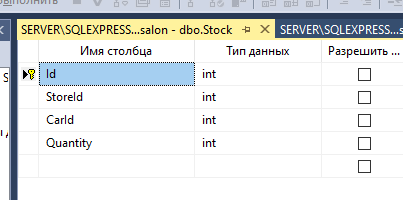 SERVER\SQLEXPRESS...salon - dbo.Stock SERVER\SQLEXPRESS...s
Имя столбца Тип данных Разрешить ...
Id int
StoreId int
CarId int
Quantity int